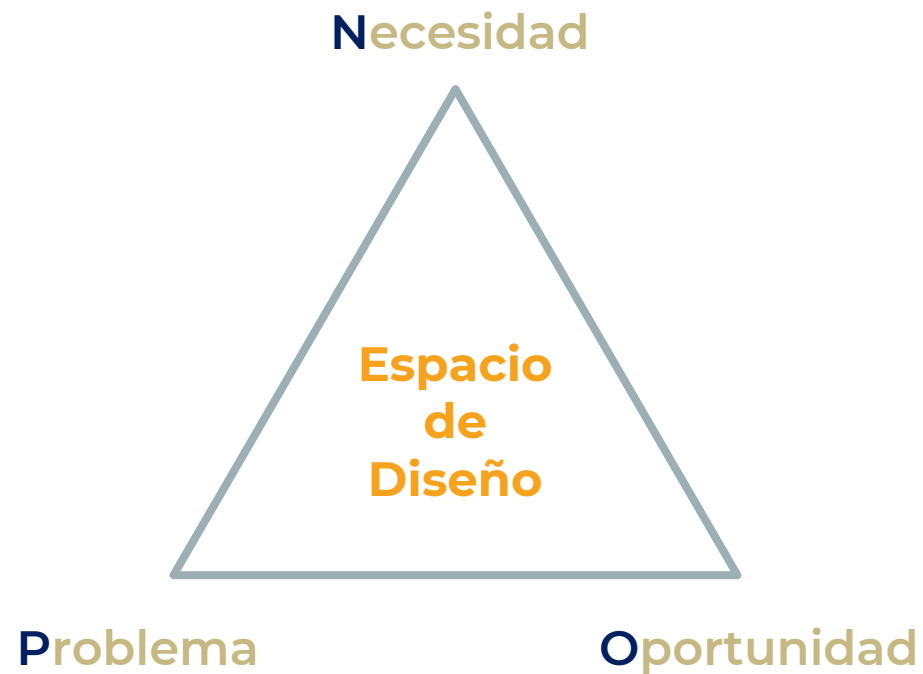 Necesidad
Espacio
de
Diseño
Problema
Oportunidad